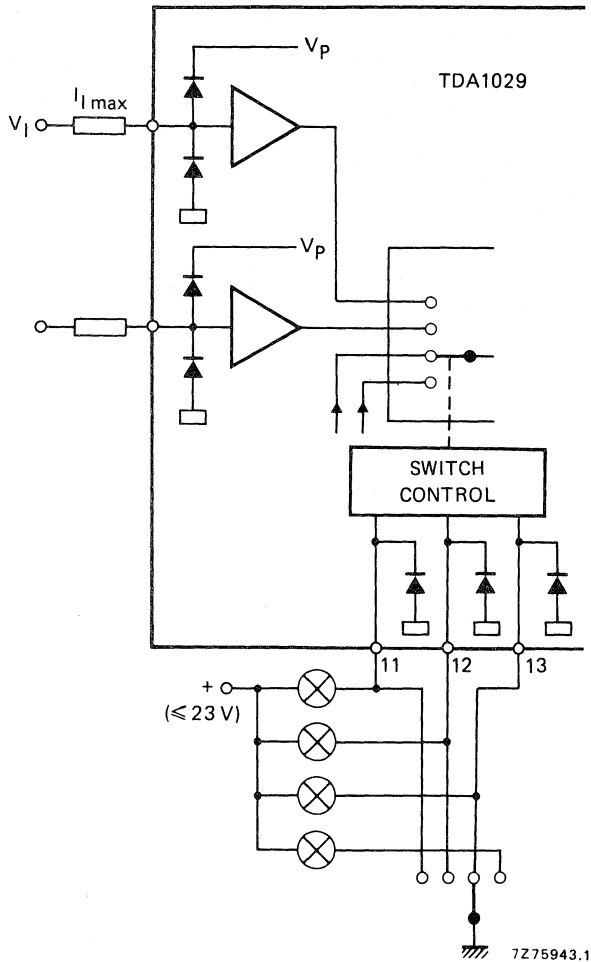 V_P
TDA1029
I_I max
V_I
V_P
SWITCH
CONTROL
11
12
13
+
(≤ 23 V)
7Z75943.1